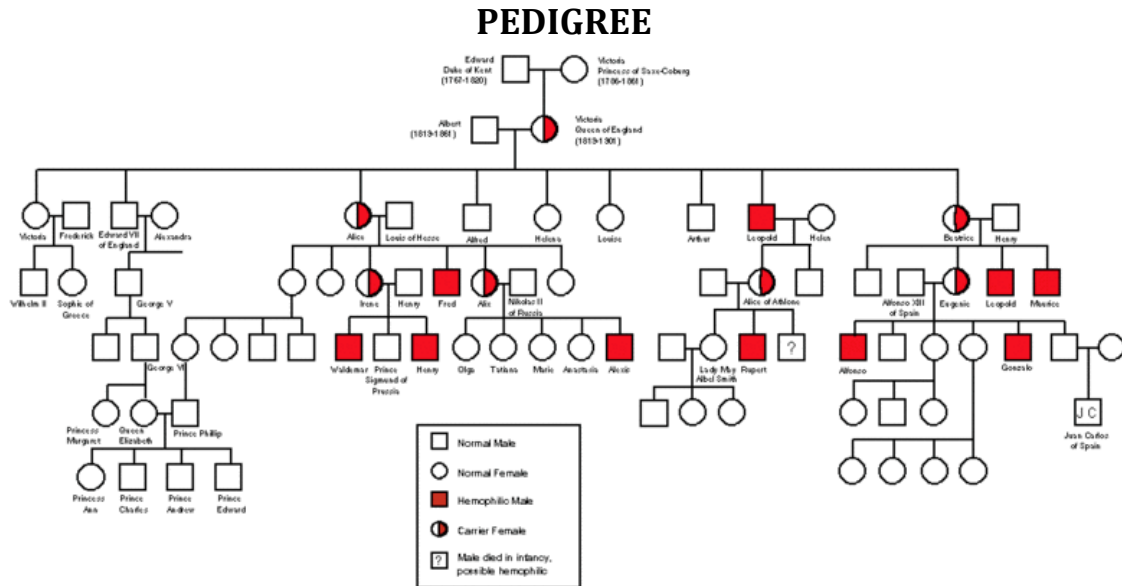 PEDIGREE
Edward
Duke of Kent
(1767-1820)
Victoria
Princess of Saxe-Coberg
(1786-1861)
Albert
(1819-1861)
Victoria
Queen of England
(1819-1901)
Victoria
Frederick
Edward VII
of England
Alexandra
Alice
Louis of Hesse
Alfred
Helena
Louise
Arthur
Leopold
Helen
Beatrice
Henry
Wilhelm II
Sophie of
Greece
George V
Irene
Henry
Fred
Alix
Nikolas II
of Russia
Alice of Athlone
Alfonso XIII
of Spain
Eugenie
Leopold
Maurice
George VI
Waldemar
Prince
Sigmund of
Prussia
Henry
Olga
Tatiana
Marie
Anastasia
Alexis
Lady May
Abel Smith
Rupert
?
Alfonso
Gonzalo
Princess
Margaret
Queen
Elizabeth
Prince Phillip
J C
Juan Carlos
of Spain
Princess
Ann
Prince
Charles
Prince
Andrew
Prince
Edward
Normal Male
Normal Female
Hemophilic Male
Carrier Female
? Male died in infancy,
possible hemophilic